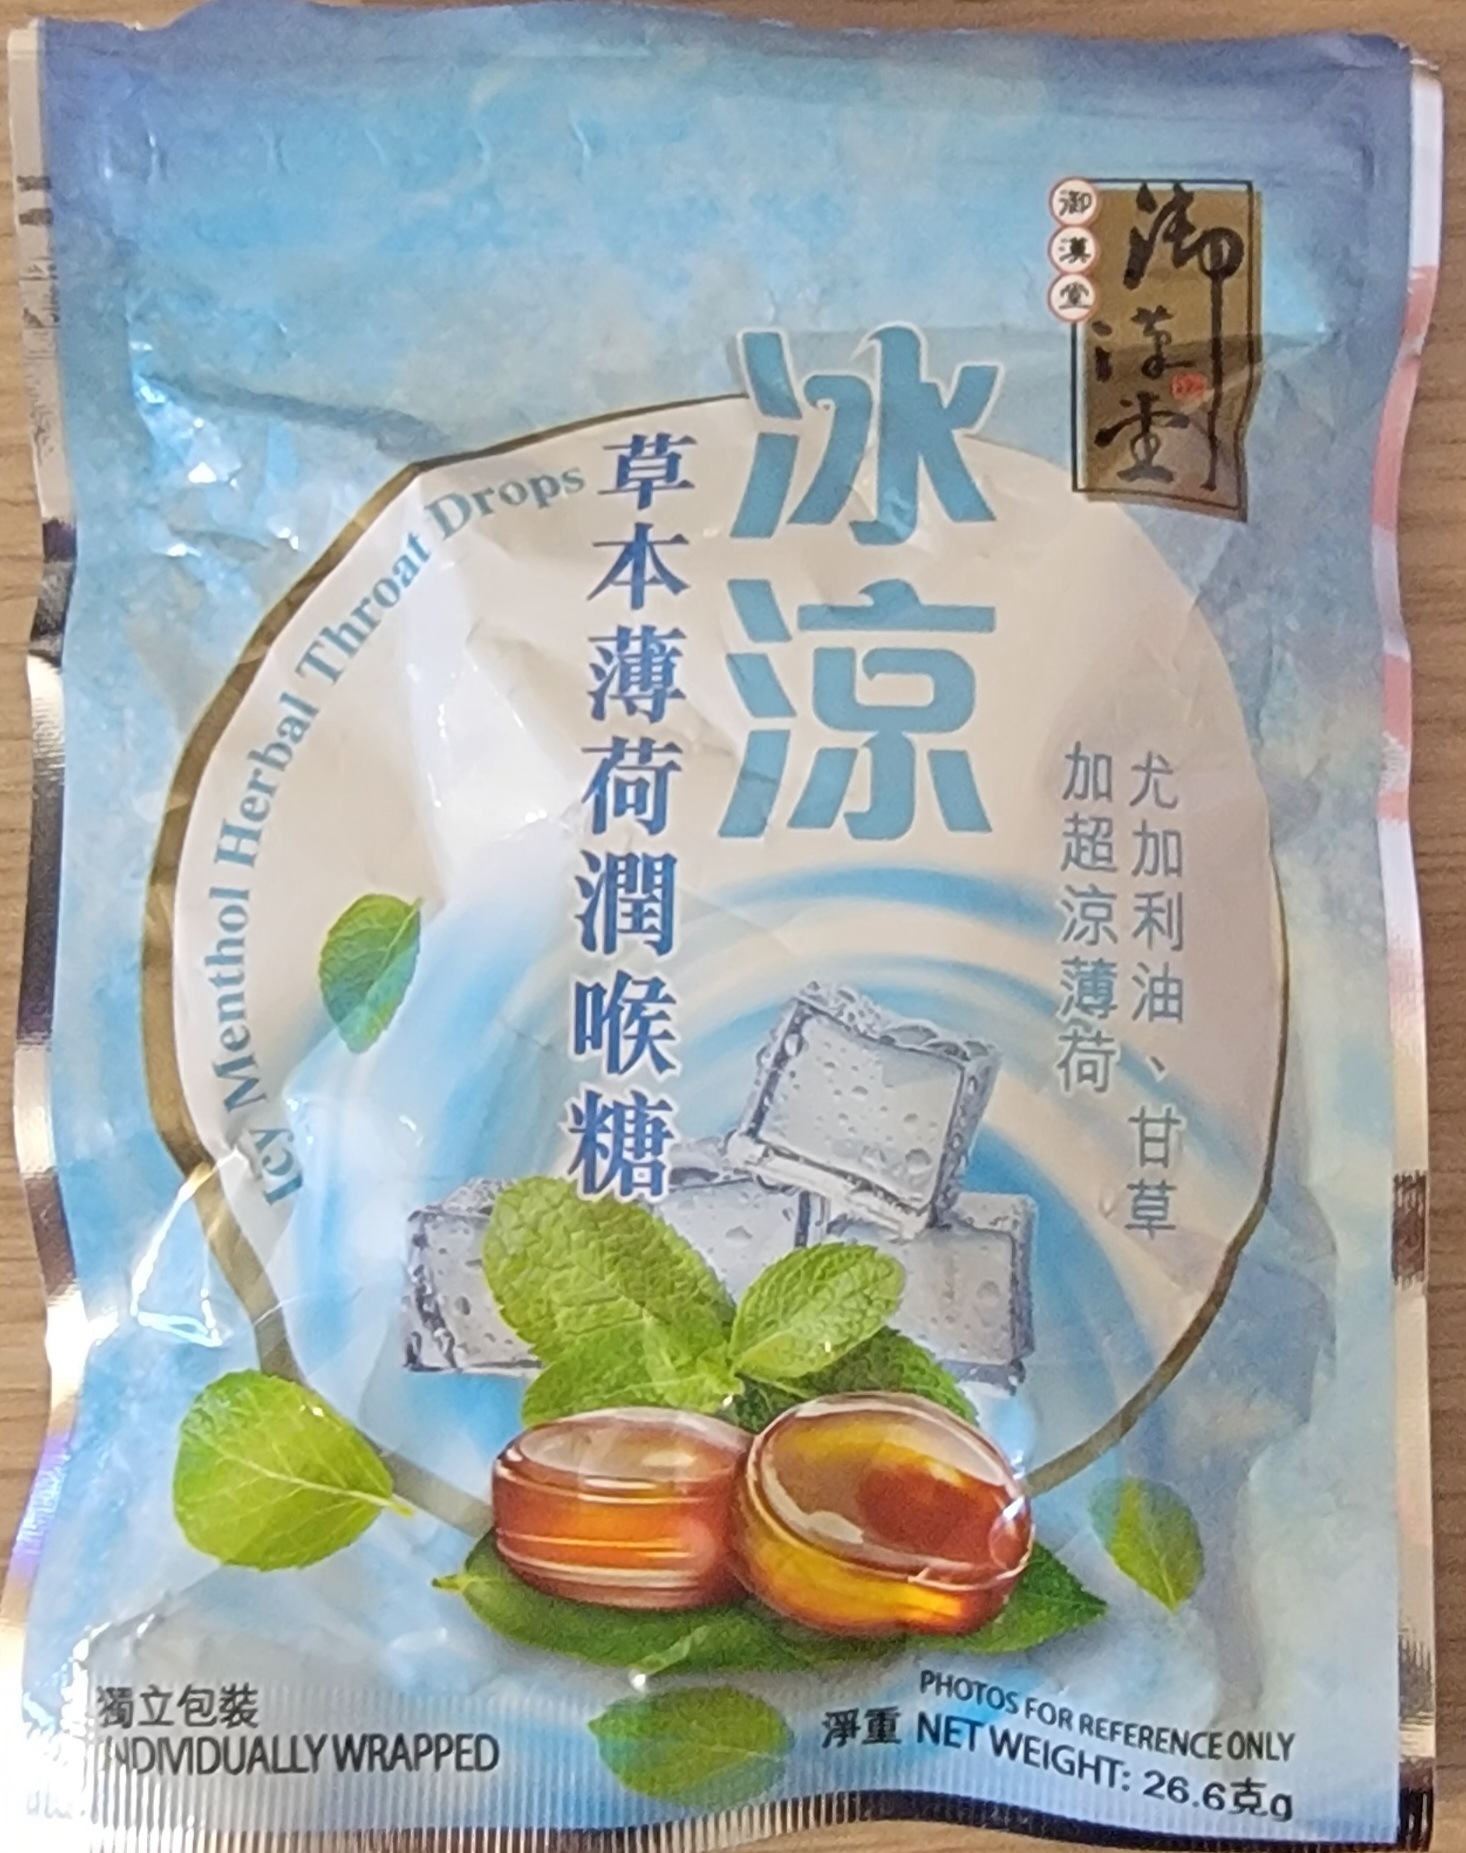 御漢堂
御漢堂
冰涼
草本薄荷潤喉糖
Icy Menthol Herbal Throat Drops
尤加利油、甘草
加超涼薄荷
獨立包裝
INDIVIDUALLY WRAPPED
PHOTOS FOR REFERENCE ONLY
淨重 NET WEIGHT: 26.6克g